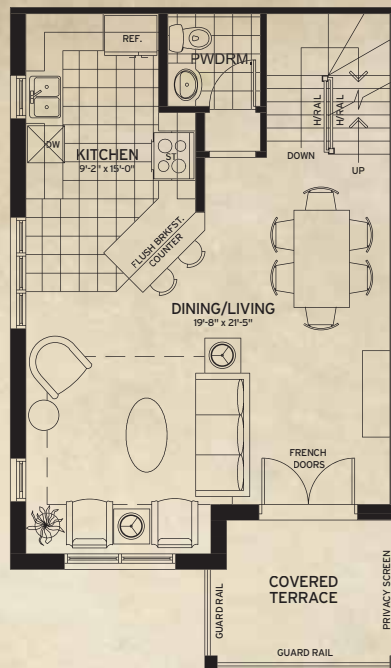 REF.
PWDRM.
H/RAIL
H/RAIL
DW
KITCHEN
9'-2" x 15'-0"
ST.
DOWN
UP
FLUSH BRKFST.
COUNTER
DINING/LIVING
19'-8" x 21'-5"
FRENCH
DOORS
COVERED
TERRACE
GUARD RAIL
PRIVACY SCREEN
GUARD RAIL